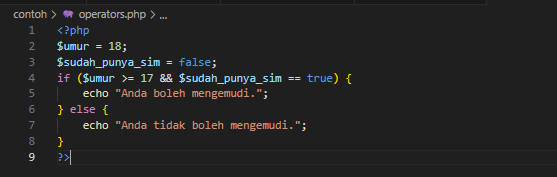 contoh > operators.php > ...
1 <?php
2 $umur = 18;
3 $sudah_punya_sim = false;
4 if ($umur >= 17 && $sudah_punya_sim == true) {
5     echo "Anda boleh mengemudi.";
6 } else {
7     echo "Anda tidak boleh mengemudi.";
8 }
9 ?>